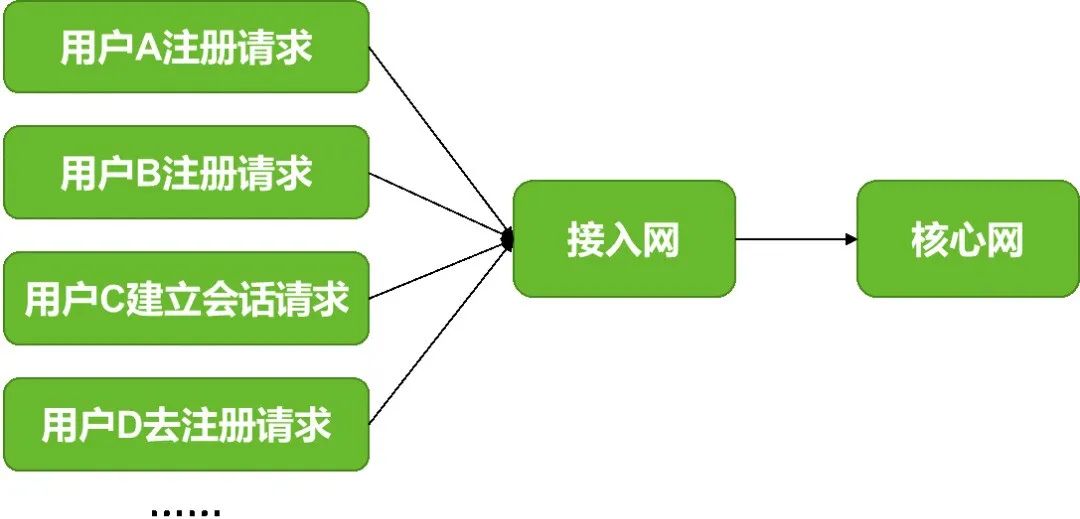 用户A注册请求
用户B注册请求
接入网
核心网
用户C建立会话请求
用户D去注册请求
......